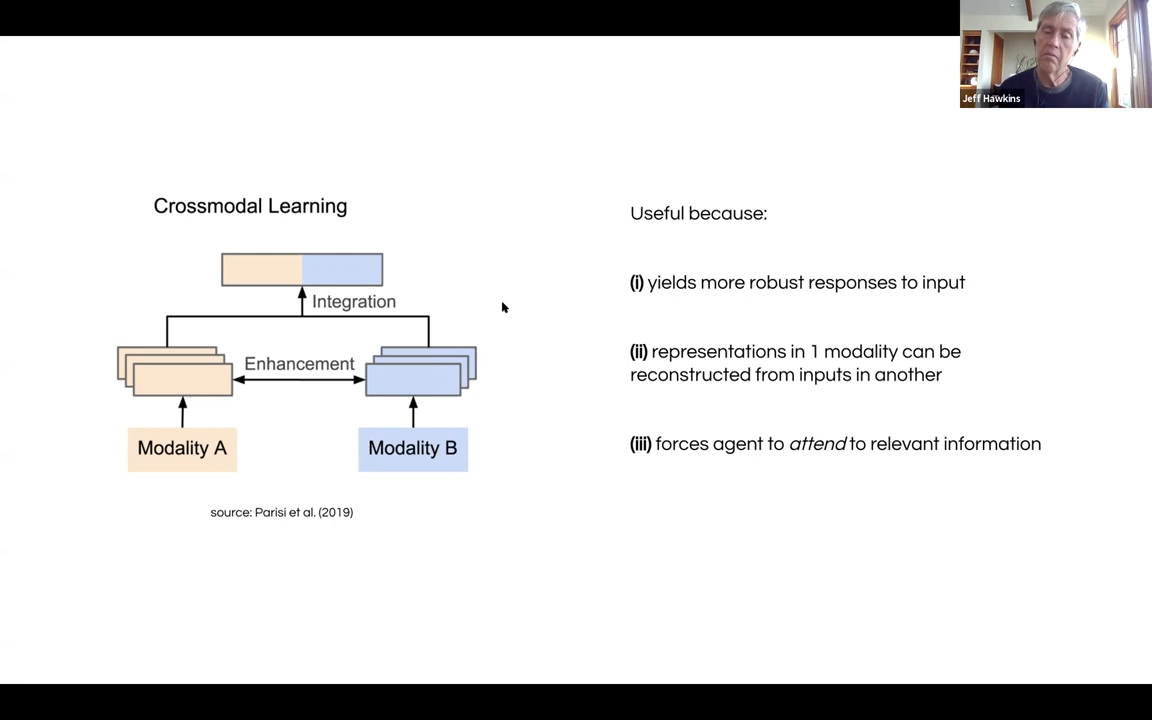 Jeff Hawkins
Crossmodal Learning
Integration
Enhancement
Modality A
Modality B
source: Parisi et al. (2019)
Useful because:
(i) yields more robust responses to input
(ii) representations in 1 modality can be
reconstructed from inputs in another
(iii) forces agent to attend to relevant information